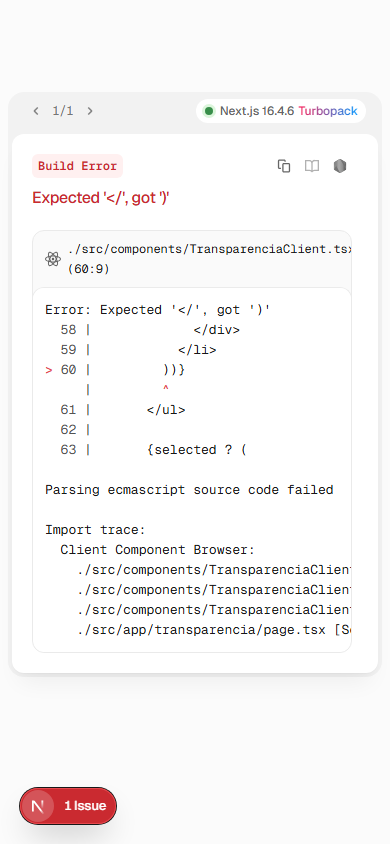 1/1
Next.js 16.4.6 Turbopack
Build Error
Expected '</', got ')'
./src/components/TransparenciaClient.tsx
(60:9)
Error: Expected '</', got ')'
58 | </div>
59 | </li>
> 60 | ))}
| ^
61 | </ul>
62 |
63 | {selected ? (
Parsing ecmascript source code failed
Import trace:
Client Component Browser:
./src/components/TransparenciaClient
./src/components/TransparenciaClient
./src/components/TransparenciaClient
./src/app/transparencia/page.tsx [Se
N
1 Issue